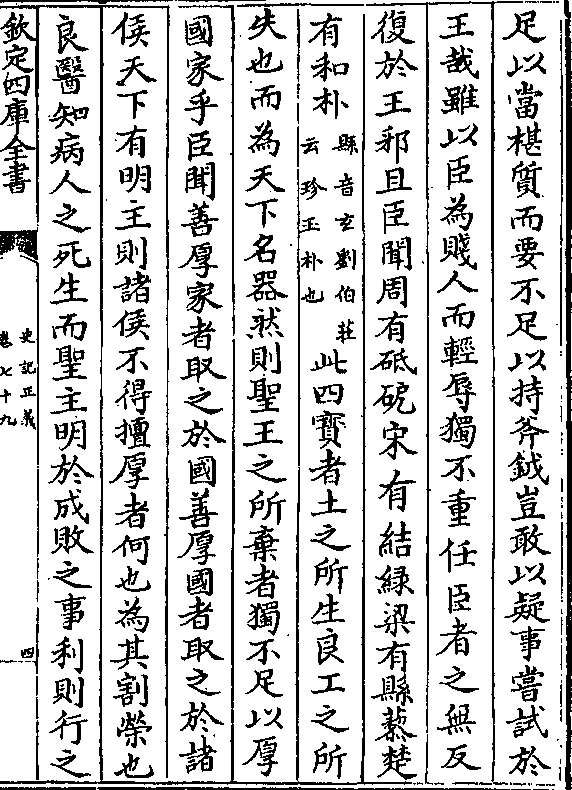 足以當椹質而要不足以持斧鉞豈敢以疑事嘗試於
王哉雖以臣為賤人而輕辱獨不重任臣者之無反
復於王邪且臣聞周有砥砨宋有結緑梁有縣藜楚
有和朴
縣音玄劉伯莊
云珍玉朴也
此四寳者土之所生良工之所
失也而為天下名器然則聖王之所棄者獨不足以厚
國家乎臣聞善厚家者取之於國善厚國者取之於諸
侯天下有明主則諸侯不得擅厚者何也為其割榮也
良醫知病人之死生而聖主明於成敗之事利則行之
欽定四庫全書
史記正義
卷七十九
四